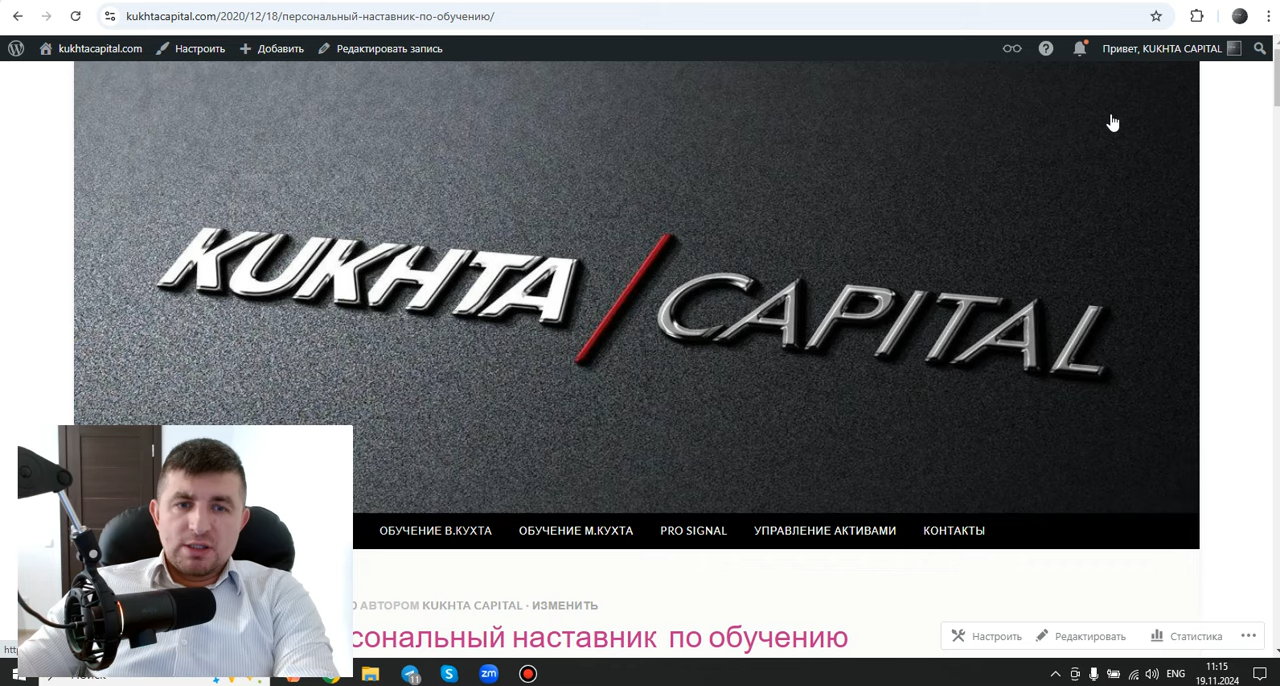 kukhtacapital.com/2020/12/18/персональный-наставник-по-обучению/
kukhtacapital.com Настроить Добавить Редактировать запись Привет, KUKHTA CAPITAL
KUKHTA/CAPITAL
ОБУЧЕНИЕ В.КУХТА ОБУЧЕНИЕ М.КУХТА PRO SIGNAL УПРАВЛЕНИЕ АКТИВАМИ КОНТАКТЫ
АВТОРОМ KUKHTA CAPITAL · ИЗМЕНИТЬ
сональный наставник по обучению
Настроить Редактировать Статистика
11 S zm ENG 11:15
19.11.2024